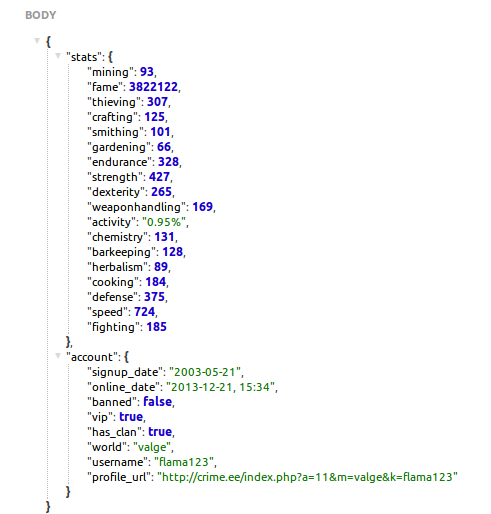 BODY
{
"stats": {
"mining": 93,
"fame": 3822122,
"thieving": 307,
"crafting": 125,
"smithing": 101,
"gardening": 66,
"endurance": 328,
"strength": 427,
"dexterity": 265,
"weaponhandling": 169,
"activity": "0.95%",
"chemistry": 131,
"barkeeping": 128,
"herbalism": 89,
"cooking": 184,
"defense": 375,
"speed": 724,
"fighting": 185
},
"account": {
"signup_date": "2003-05-21",
"online_date": "2013-12-21, 15:34",
"banned": false,
"vip": true,
"has_clan": true,
"world": "valge",
"username": "flama123",
"profile_url": "http://crime.ee/index.php?a=11&m=valge&k=flama123"
}
}